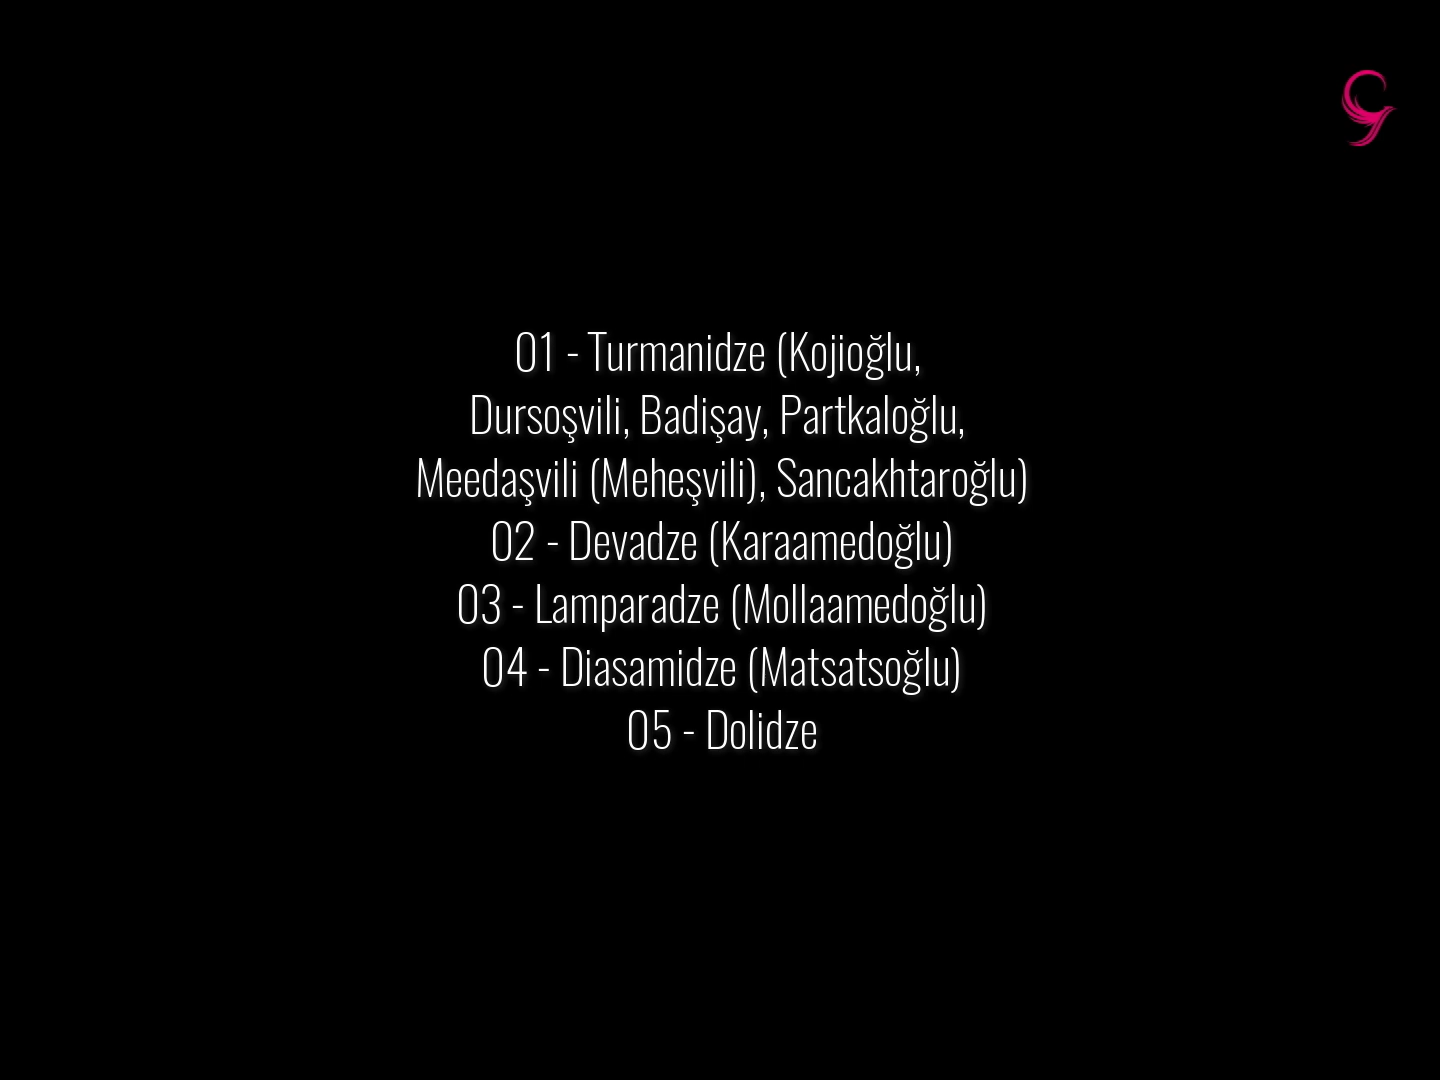 01 - Turmanidze (Kojioğlu,
Dursoşvili, Badişay, Partkaloğlu,
Meedaşvili (Meheşvili), Sancakhtaroğlu)
02 - Devadze (Karaamedoğlu)
03 - Lamparadze (Mollaamedoğlu)
04 - Diasamidze (Matsatsoğlu)
05 - Dolidze